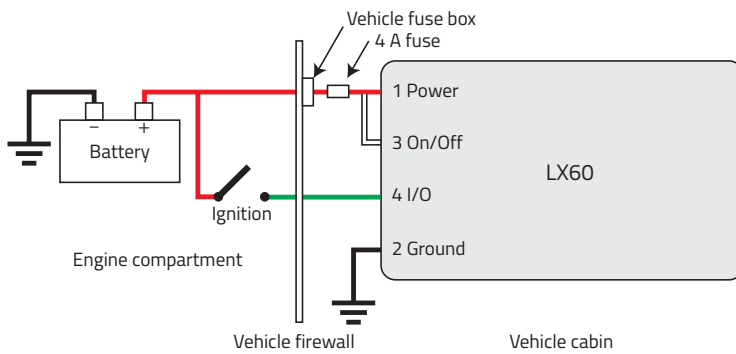 Vehicle fuse box
4 A fuse
1 Power
– +
Battery
3 On/Off
LX60
4 I/O
Ignition
2 Ground
Engine compartment
Vehicle firewall
Vehicle cabin